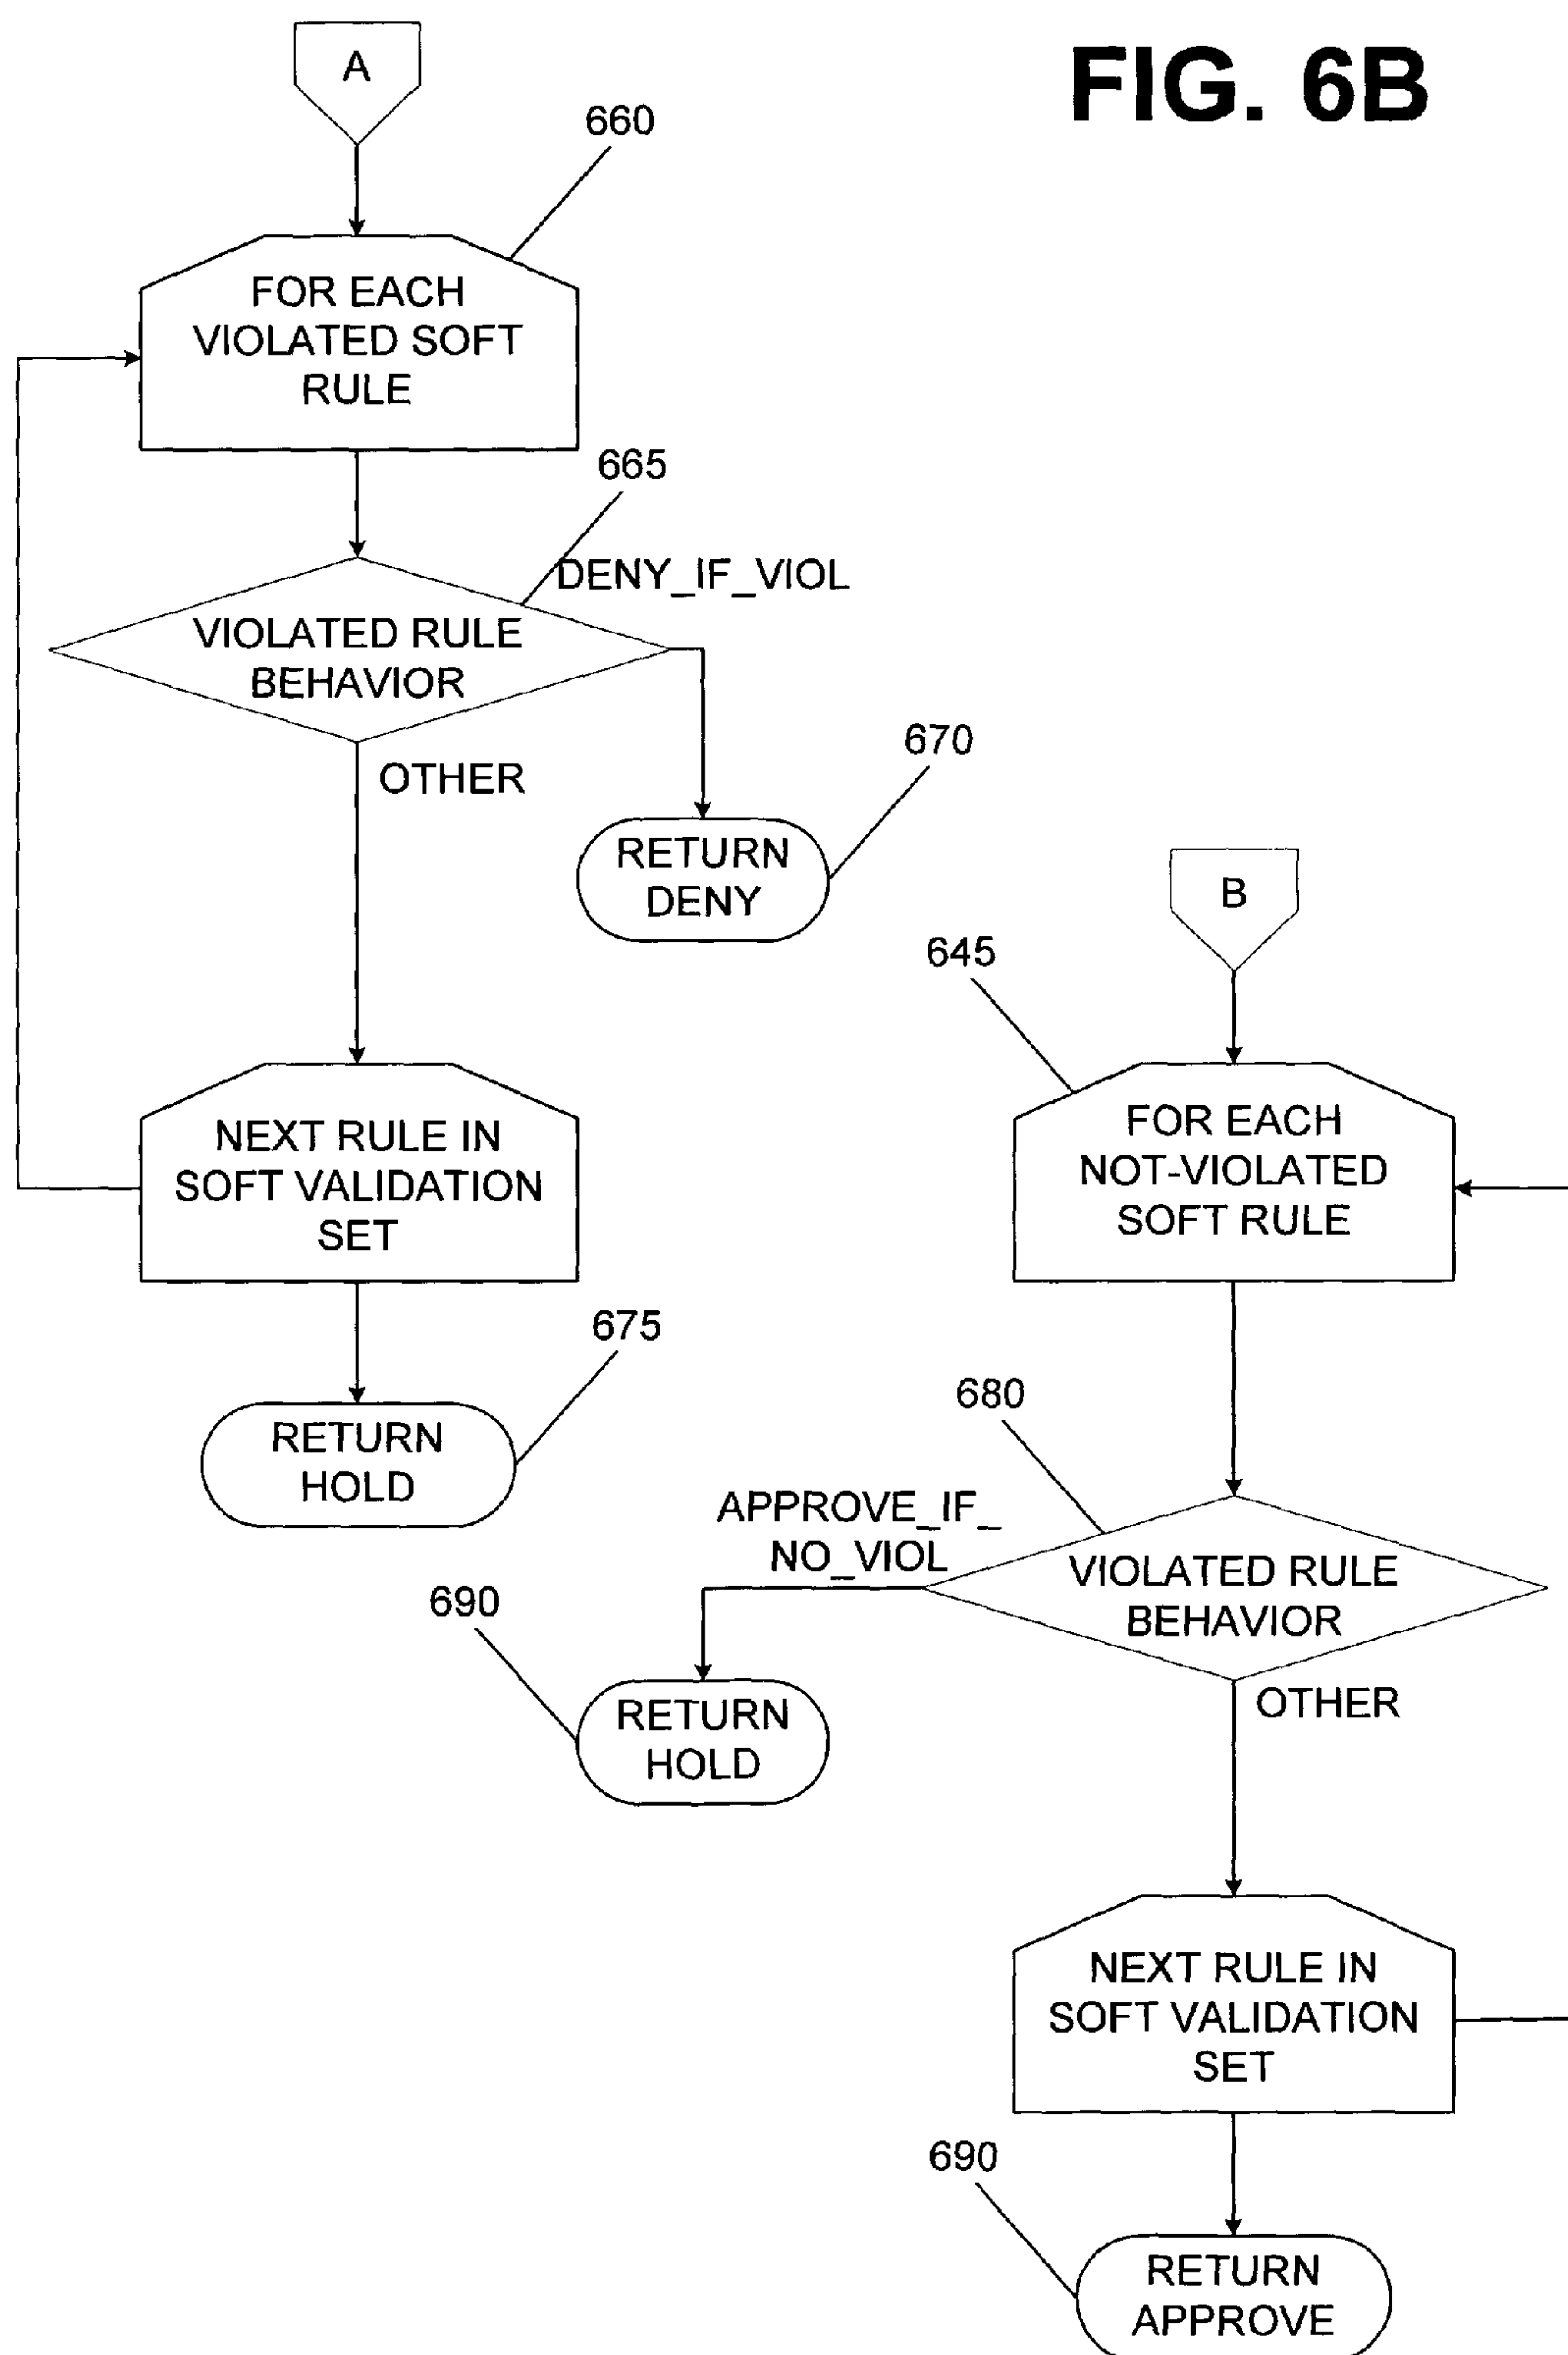 FIG. 6B
A
660
FOR EACH
VIOLATED SOFT
RULE
665
DENY_IF_VIOL
VIOLATED RULE
BEHAVIOR
OTHER
670
RETURN
DENY
NEXT RULE IN
SOFT VALIDATION
SET
675
RETURN
HOLD
B
645
FOR EACH
NOT-VIOLATED
SOFT RULE
680
APPROVE_IF_
NO_VIOL
VIOLATED RULE
BEHAVIOR
690
RETURN
HOLD
OTHER
NEXT RULE IN
SOFT VALIDATION
SET
690
RETURN
APPROVE